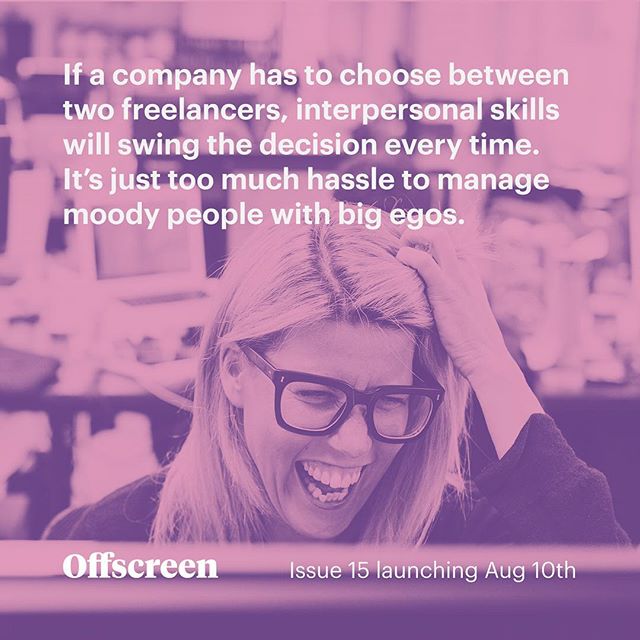 If a company has to choose between
two freelancers, interpersonal skills
will swing the decision every time.
It's just too much hassle to manage
moody people with big egos.
Offscreen
Issue 15 launching Aug 10th